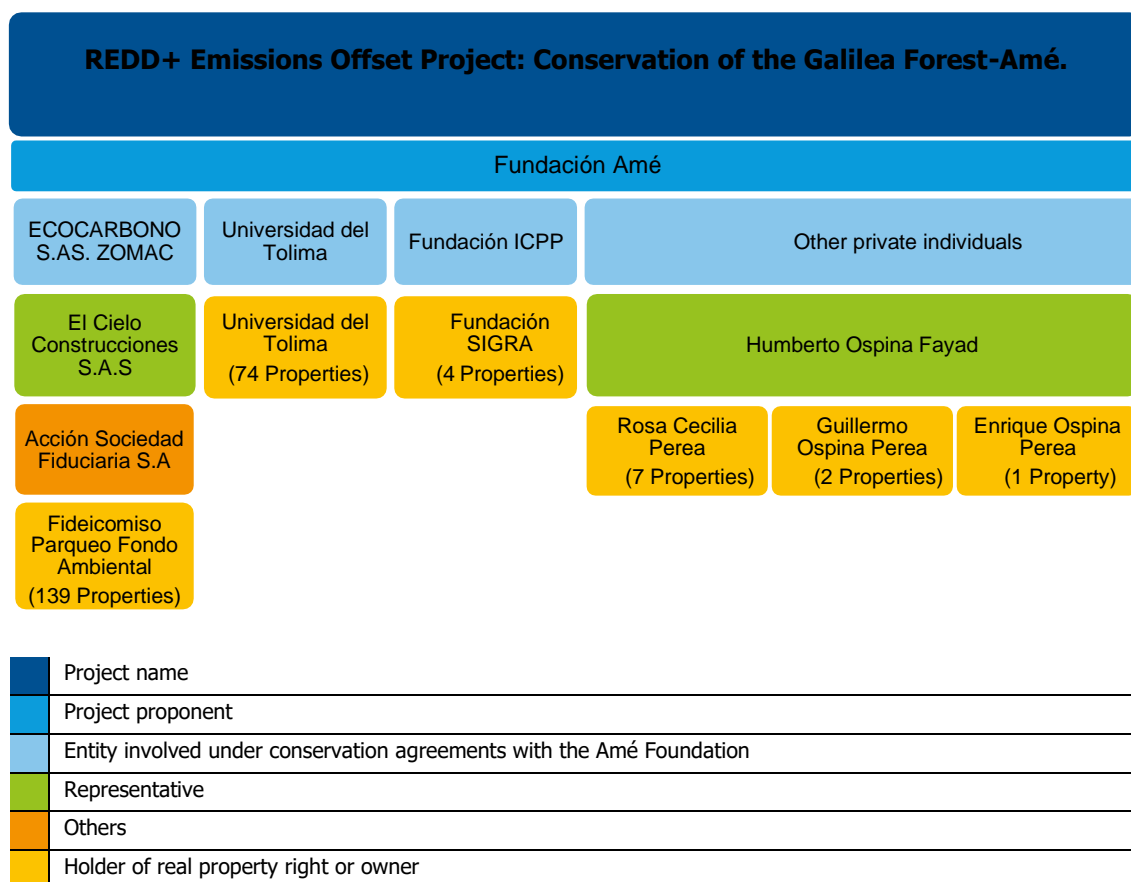 REDD+ Emissions Offset Project: Conservation of the Galilea Forest-Amé.
Fundación Amé
ECOCARBONO
S.AS. ZOMAC
Universidad del
Tolima
Fundación ICPP
Other private individuals
El Cielo
Construcciones
S.A.S
Universidad del
Tolima
(74 Properties)
Fundación
SIGRA
(4 Properties)
Humberto Ospina Fayad
Acción Sociedad
Fiduciaria S.A
Rosa Cecilia
Perea
(7 Properties)
Guillermo
Ospina Perea
(2 Properties)
Enrique Ospina
Perea
(1 Property)
Fideicomiso
Parqueo Fondo
Ambiental
(139 Properties)
Project name
Project proponent
Entity involved under conservation agreements with the Amé Foundation
Representative
Others
Holder of real property right or owner